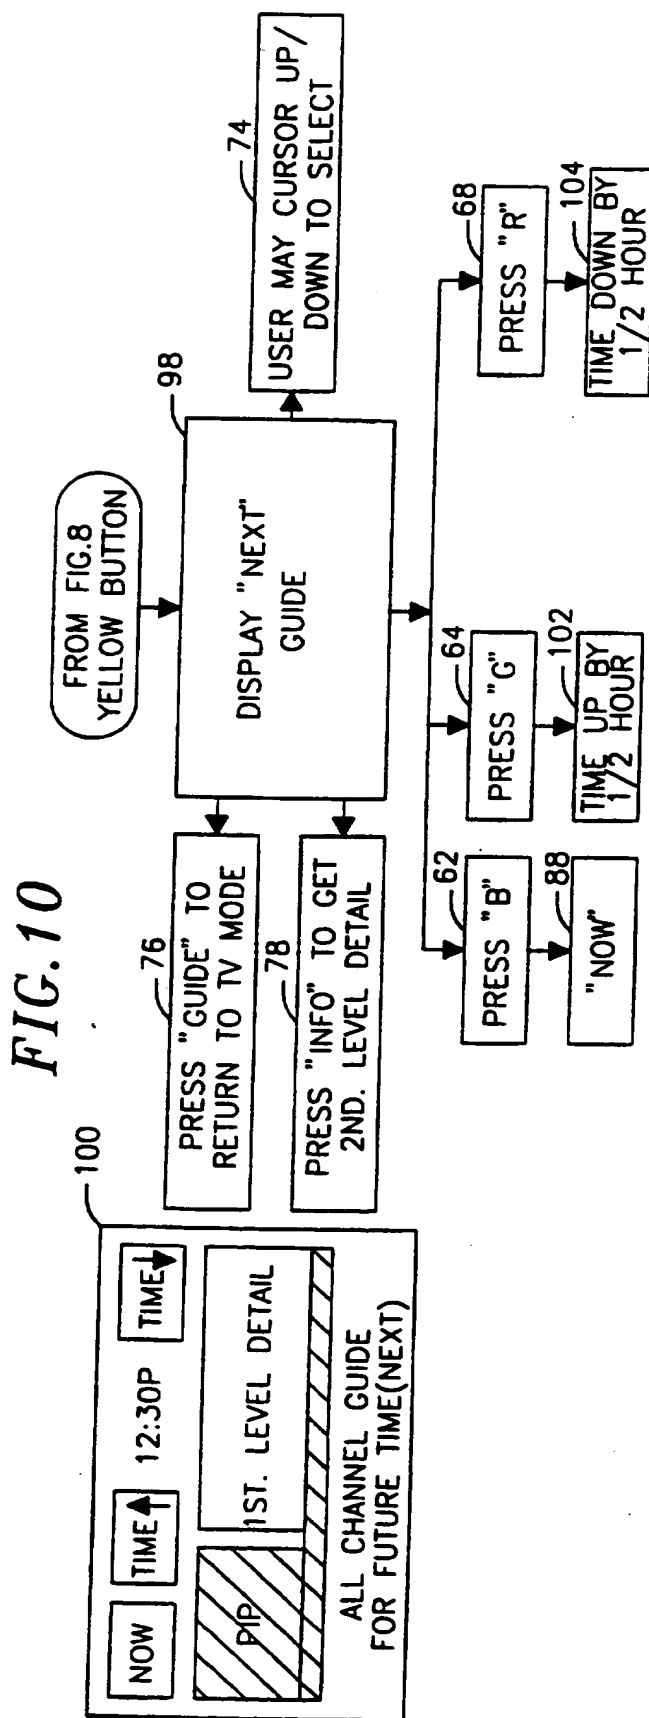 FIG.10
100
NOW
TIME
12:30P
TIME
PIP
1ST. LEVEL DETAIL
ALL CHANNEL GUIDE
FOR FUTURE TIME(NEXT)
FROM FIG.8
YELLOW BUTTON
98
DISPLAY "NEXT"
GUIDE
76
PRESS "GUIDE" TO
RETURN TO TV MODE
78
PRESS "INFO" TO GET
2ND. LEVEL DETAIL
74
USER MAY CURSOR UP/
DOWN TO SELECT
62
PRESS "B"
88
"NOW"
64
PRESS "G"
102
TIME UP BY
1/2 HOUR
68
PRESS "R"
104
TIME DOWN BY
1/2 HOUR